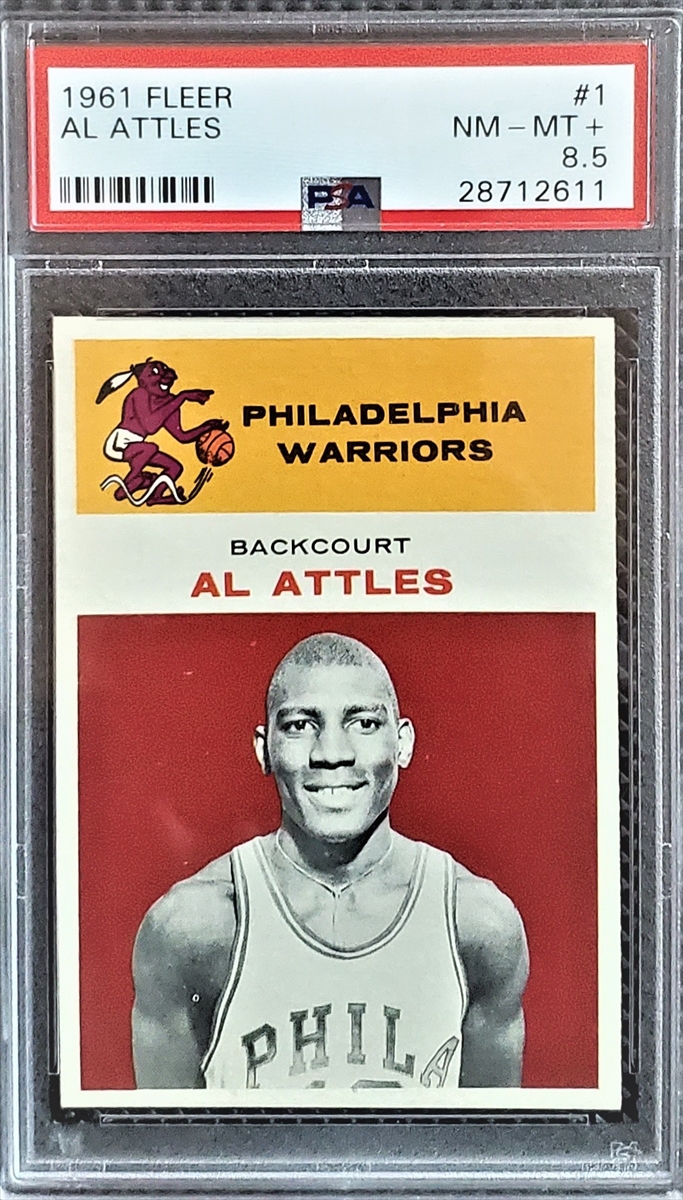 1961 FLEER #1
AL ATTLES NM - MT +
8.5
PSA 28712611
PHILADELPHIA
WARRIORS
BACKCOURT
AL ATTLES
PHILA